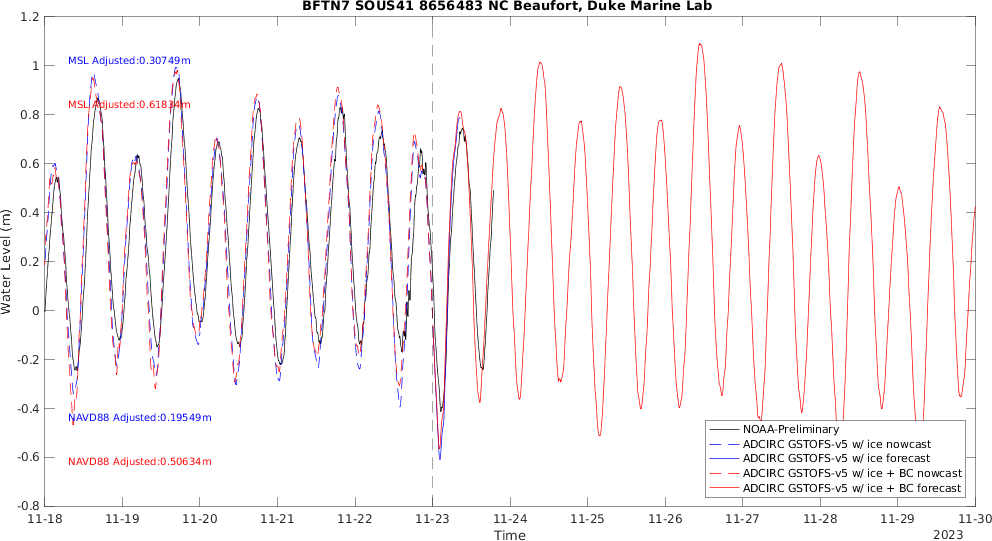 BFTN7 SOUS41 8656483 NC Beaufort, Duke Marine Lab
1.2
1
0.8
0.6
0.4
0.2
0
-0.2
-0.4
-0.6
-0.8
Water Level (m)
MSL Adjusted:0.30749m
MSL Adjusted:0.61834m
NAVD88 Adjusted:0.19549m
NAVD88 Adjusted:0.50634m
NOAA-Preliminary
ADCIRC GSTOFS-v5 w/ ice nowcast
ADCIRC GSTOFS-v5 w/ ice forecast
ADCIRC GSTOFS-v5 w/ ice + BC nowcast
ADCIRC GSTOFS-v5 w/ ice + BC forecast
11-18 11-19 11-20 11-21 11-22 11-23 11-24 11-25 11-26 11-27 11-28 11-29 11-30
Time
2023